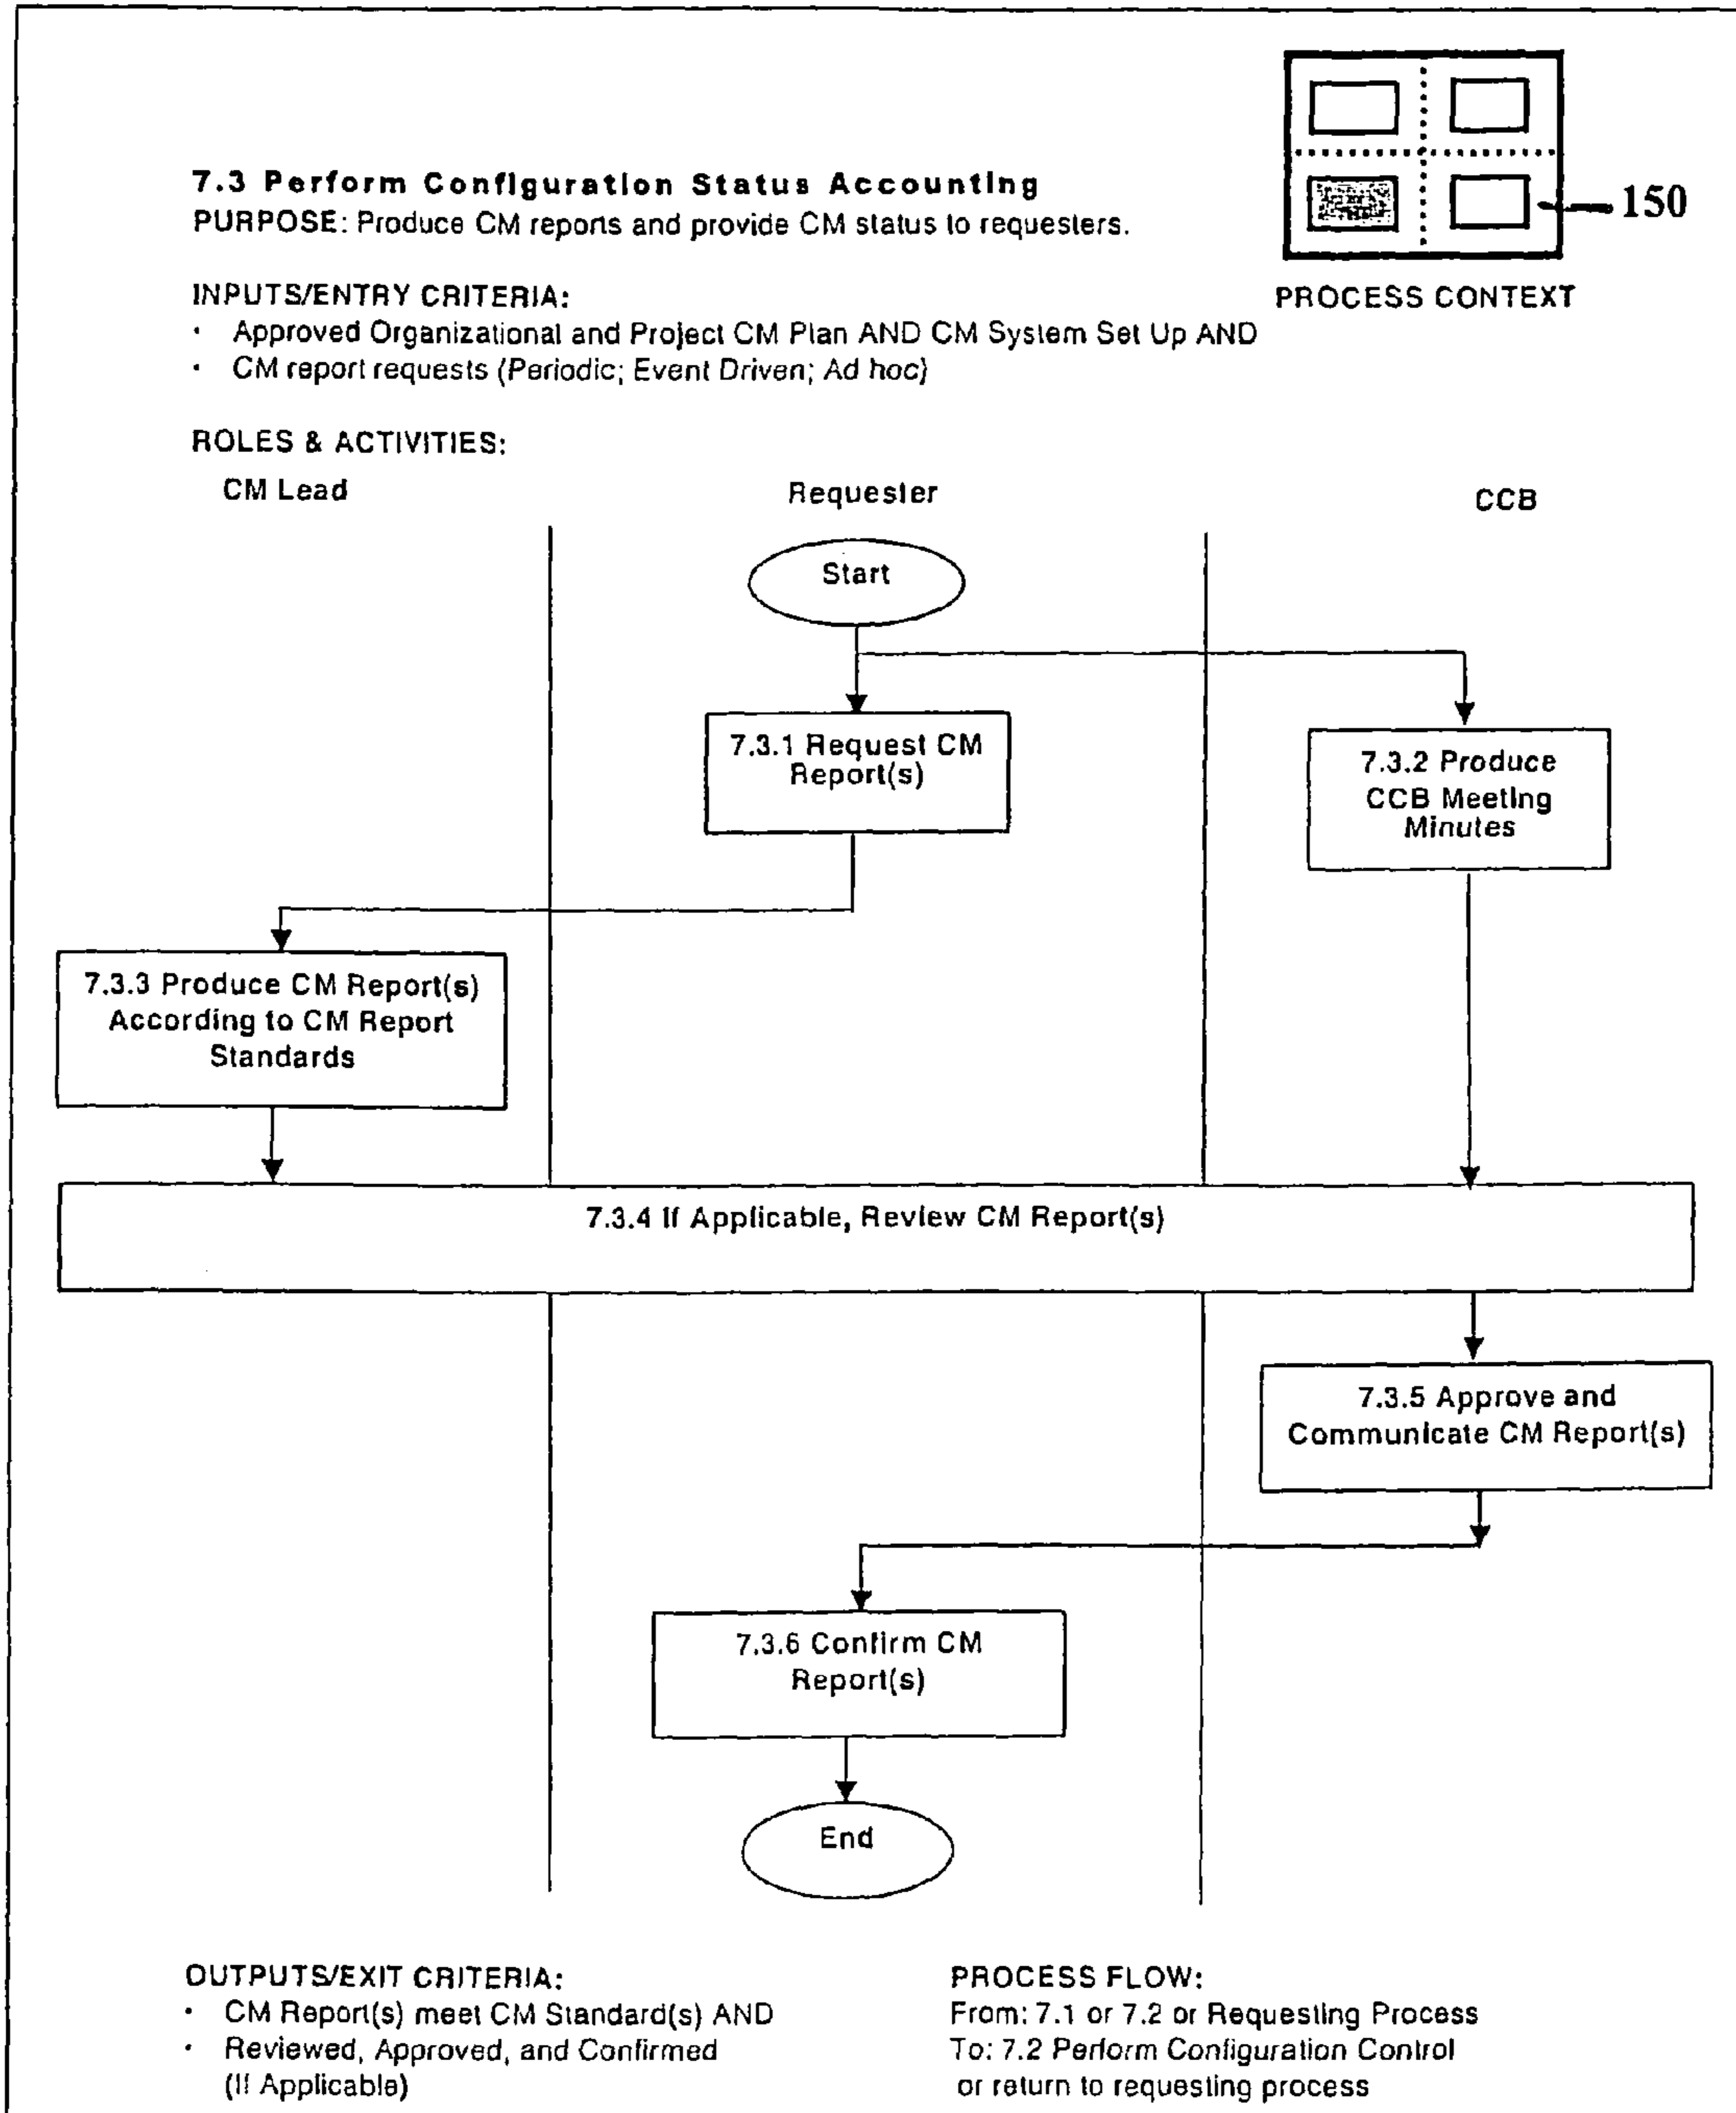 7.3 Perform Configuration Status Accounting
PURPOSE: Produce CM reports and provide CM status to requesters.
150
PROCESS CONTEXT
INPUTS/ENTRY CRITERIA:
· Approved Organizational and Project CM Plan AND CM System Set Up AND
· CM report requests (Periodic; Event Driven; Ad hoc)
ROLES & ACTIVITIES:
CM Lead
Requester
CCB
Start
7.3.1 Request CM
Report(s)
7.3.2 Produce
CCB Meeting
Minutes
7.3.3 Produce CM Report(s)
According to CM Report
Standards
7.3.4 If Applicable, Review CM Report(s)
7.3.5 Approve and
Communicate CM Report(s)
7.3.6 Confirm CM
Report(s)
End
OUTPUTS/EXIT CRITERIA:
· CM Report(s) meet CM Standard(s) AND
· Reviewed, Approved, and Confirmed
(If Applicable)
PROCESS FLOW:
From: 7.1 or 7.2 or Requesting Process
To: 7.2 Perform Configuration Control
or return to requesting process